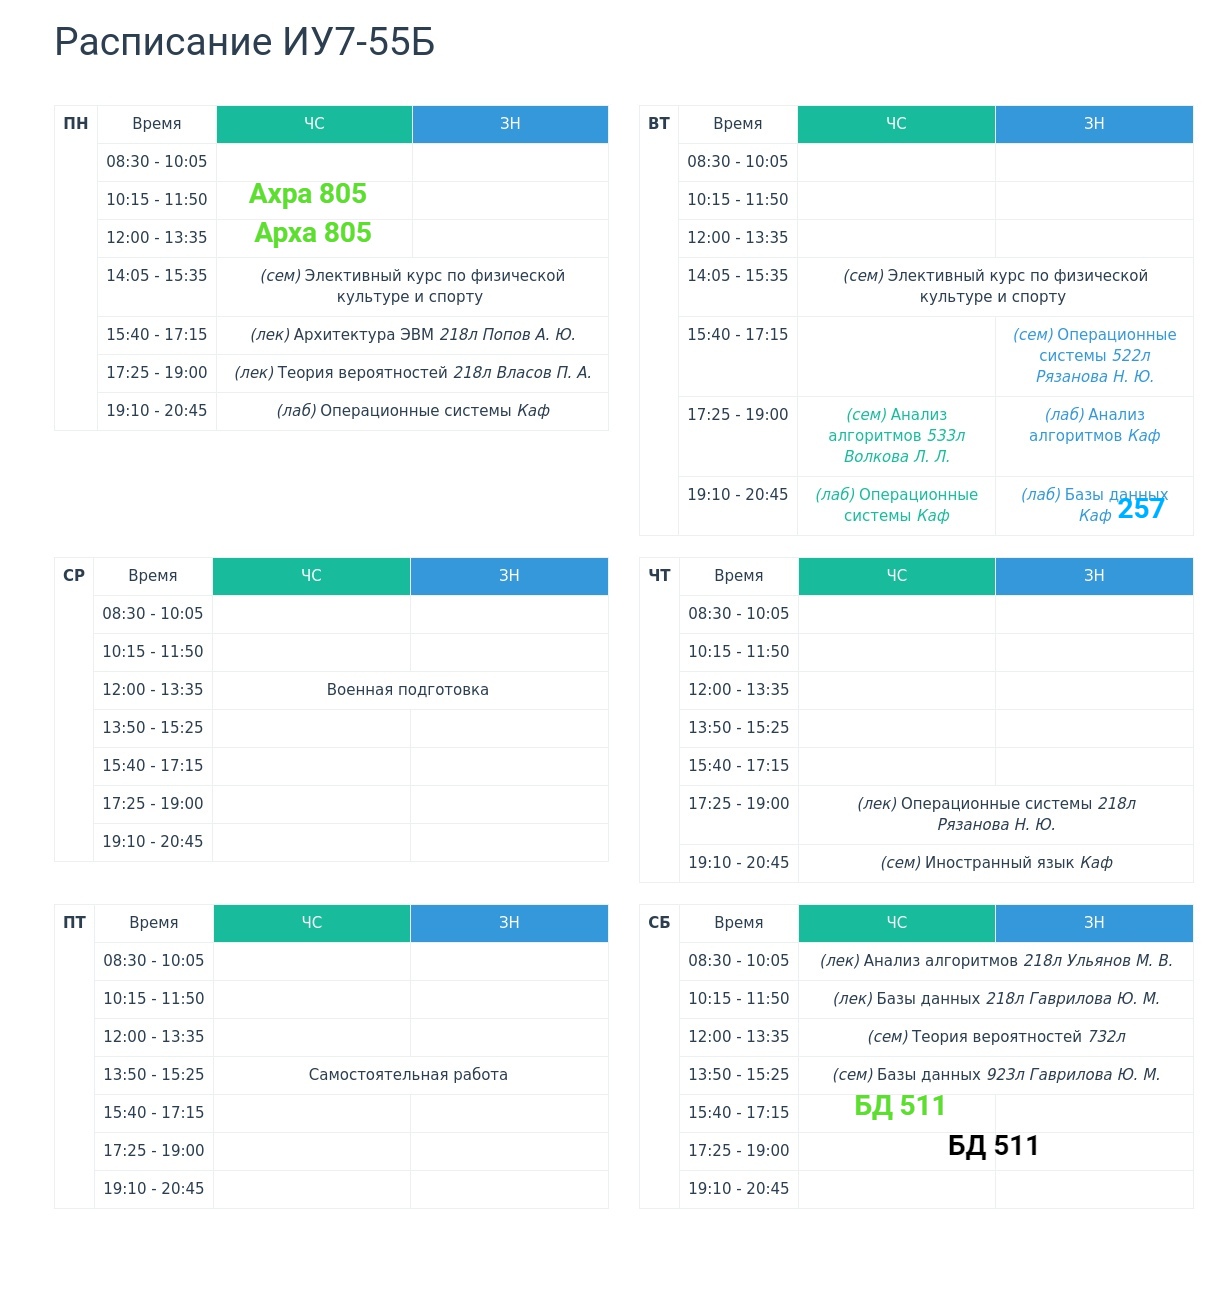 Расписание ИУ7-55Б
ПН Время ЧС ЗН
08:30 - 10:05
10:15 - 11:50 Ахра 805
12:00 - 13:35 Арха 805
14:05 - 15:35 (сем) Элективный курс по физической
культуре и спорту
15:40 - 17:15 (лек) Архитектура ЭВМ 218л Попов А. Ю.
17:25 - 19:00 (лек) Теория вероятностей 218л Власов П. А.
19:10 - 20:45 (лаб) Операционные системы Каф
ВТ Время ЧС ЗН
08:30 - 10:05
10:15 - 11:50
12:00 - 13:35
14:05 - 15:35 (сем) Элективный курс по физической
культуре и спорту
15:40 - 17:15 (сем) Операционные
системы 522л
Рязанова Н. Ю.
17:25 - 19:00 (сем) Анализ (лаб) Анализ
алгоритмов 533л алгоритмов Каф
Волкова Л. Л.
19:10 - 20:45 (лаб) Операционные (лаб) Базы данных
системы Каф Каф 257
СР Время ЧС ЗН
08:30 - 10:05
10:15 - 11:50
12:00 - 13:35 Военная подготовка
13:50 - 15:25
15:40 - 17:15
17:25 - 19:00
19:10 - 20:45
ЧТ Время ЧС ЗН
08:30 - 10:05
10:15 - 11:50
12:00 - 13:35
13:50 - 15:25
15:40 - 17:15
17:25 - 19:00 (лек) Операционные системы 218л
Рязанова Н. Ю.
19:10 - 20:45 (сем) Иностранный язык Каф
ПТ Время ЧС ЗН
08:30 - 10:05
10:15 - 11:50
12:00 - 13:35
13:50 - 15:25 Самостоятельная работа
15:40 - 17:15
17:25 - 19:00
19:10 - 20:45
СБ Время ЧС ЗН
08:30 - 10:05 (лек) Анализ алгоритмов 218л Ульянов М. В.
10:15 - 11:50 (лек) Базы данных 218л Гаврилова Ю. М.
12:00 - 13:35 (сем) Теория вероятностей 732л
13:50 - 15:25 (сем) Базы данных 923л Гаврилова Ю. М.
15:40 - 17:15 БД 511
17:25 - 19:00 БД 511
19:10 - 20:45